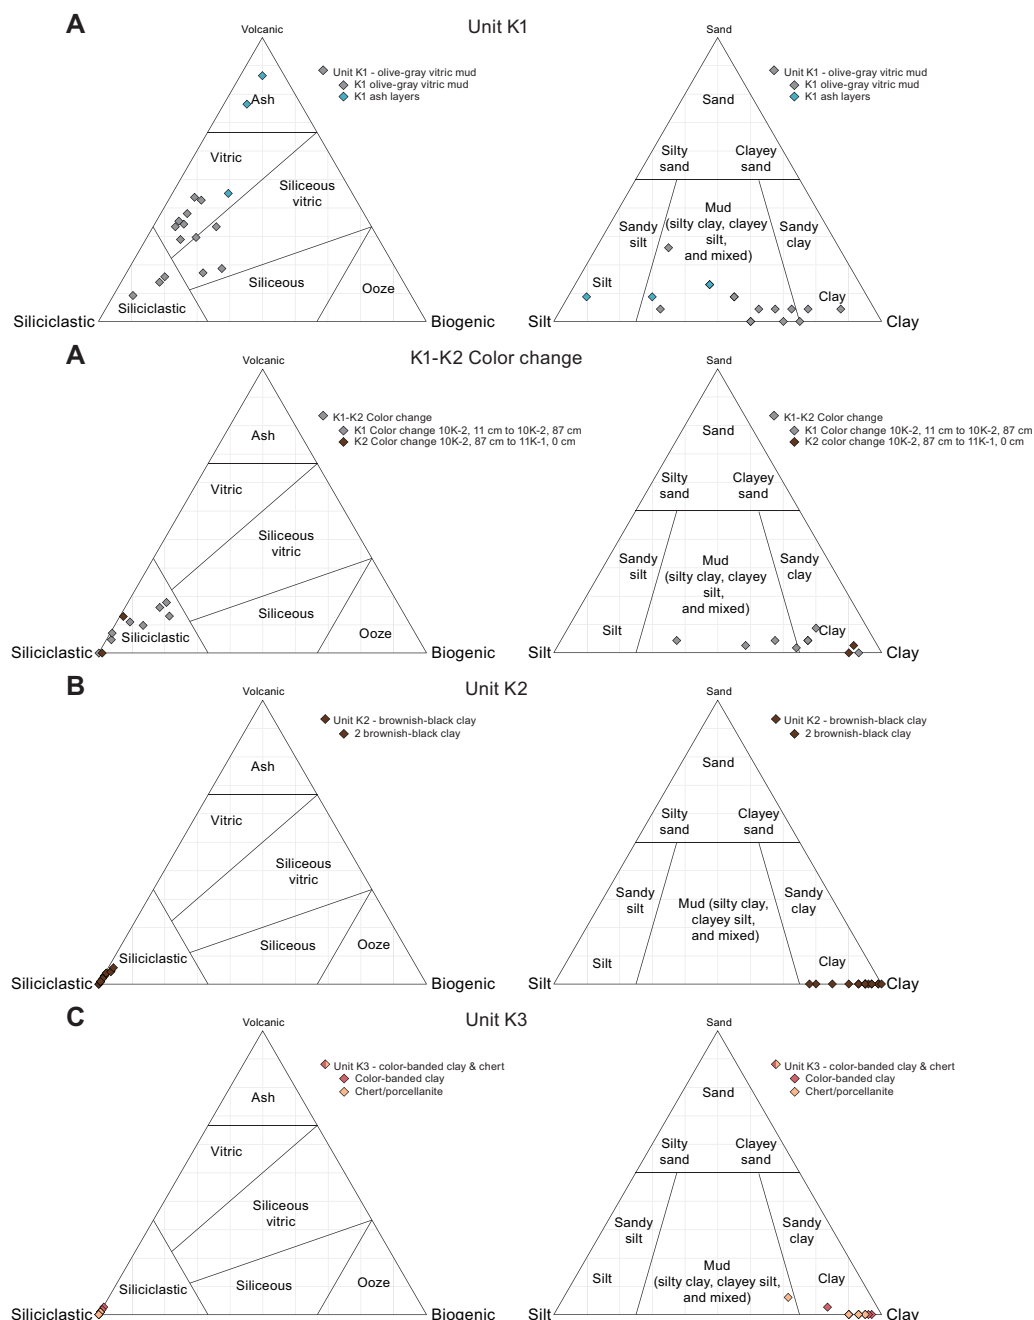 A
Unit K1
Volcanic
Unit K1 - olive-gray vitric mud
K1 olive-gray vitric mud
K1 ash layers
Ash
Vitric
Siliceous
vitric
Siliceous
Ooze
Siliciclastic
Siliciclastic
Biogenic
Sand
Unit K1 - olive-gray vitric mud
K1 olive-gray vitric mud
K1 ash layers
Sand
Silty
sand
Clayey
sand
Sandy
silt
Mud
(silty clay, clayey
silt,
and mixed)
Sandy
clay
Silt
Clay
Silt
Clay
A
K1-K2 Color change
Volcanic
K1-K2 Color change
K1 Color change 10K-2, 11 cm to 10K-2, 87 cm
K2 Color change 10K-2, 87 cm to 11K-1, 0 cm
Ash
Vitric
Siliceous
vitric
Siliceous
Ooze
Siliciclastic
Siliciclastic
Biogenic
Sand
K1-K2 Color change
K1 Color change 10K-2, 11 cm to 10K-2, 87 cm
K2 color change 10K-2, 87 cm to 11K-1, 0 cm
Sand
Silty
sand
Clayey
sand
Sandy
silt
Mud
(silty clay, clayey
silt,
and mixed)
Sandy
clay
Silt
Clay
Silt
Clay
B
Unit K2
Volcanic
Unit K2 - brownish-black clay
2 brownish-black clay
Ash
Vitric
Siliceous
vitric
Siliceous
Ooze
Siliciclastic
Siliciclastic
Biogenic
Sand
Unit K2 - brownish-black clay
2 brownish-black clay
Sand
Silty
sand
Clayey
sand
Sandy
silt
Mud (silty clay,
clayey silt,
and mixed)
Sandy
clay
Silt
Clay
Silt
Clay
C
Unit K3
Volcanic
Unit K3 - color-banded clay & chert
Color-banded clay
Chert/porcellanite
Ash
Vitric
Siliceous
vitric
Siliceous
Ooze
Siliciclastic
Siliciclastic
Biogenic
Sand
Unit K3 - color-banded clay & chert
Color-banded clay
Chert/porcellanite
Sand
Silty
sand
Clayey
sand
Sandy
silt
Sandy
clay
Silt
Mud
(silty clay, clayey silt,
and mixed)
Clay
Silt
Clay